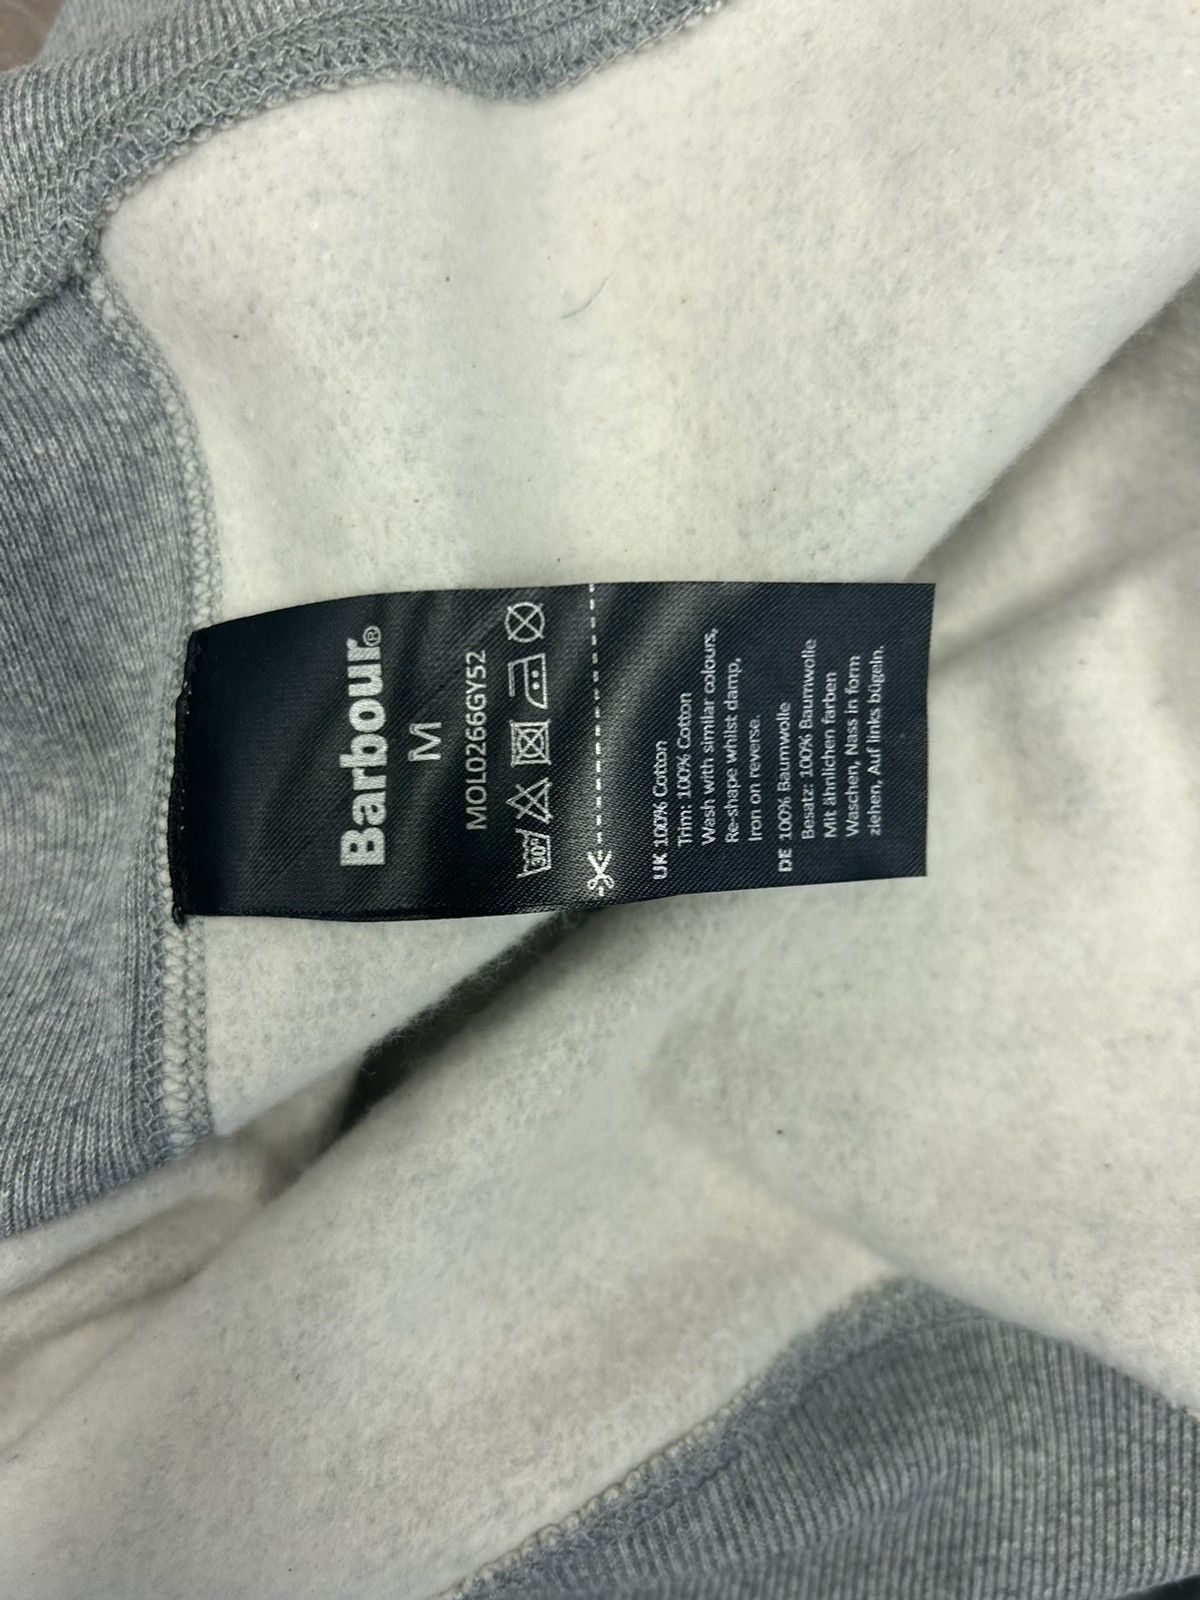 Barbour®
M
MOL0266GY52
30°
UK 100% Cotton
Trim: 100% Cotton
Wash with similar colours,
Re-shape whilst damp,
Iron on reverse.
DE 100% Baumwolle
Besatz: 100% Baumwolle
Mit ähnlichen farben
Waschen, Nass in form
ziehen, Auf links bügeln.